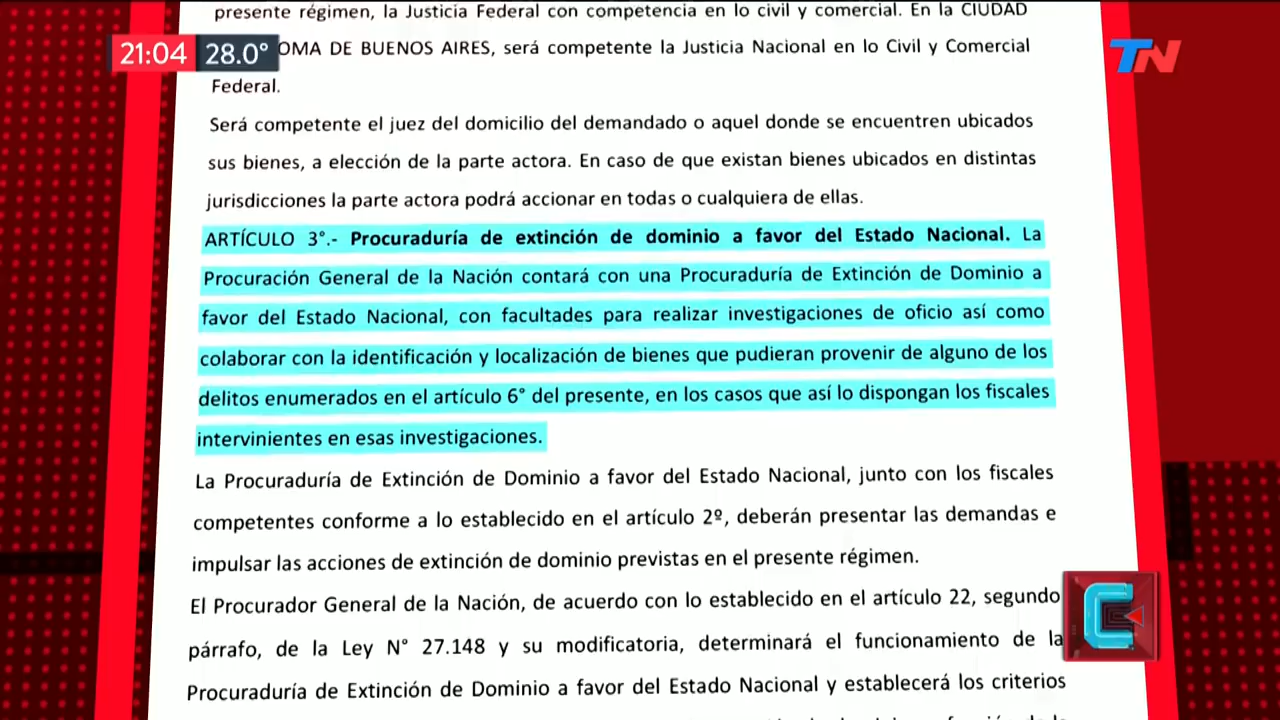 presente régimen, la Justicia Federal con competencia en lo civil y comercial. En la CIUDAD
21:04 28.0°
TN
OMA DE BUENOS AIRES, será competente la Justicia Nacional en lo Civil y Comercial
Federal.
Será competente el juez del domicilio del demandado o aquel donde se encuentren ubicados
sus bienes, a elección de la parte actora. En caso de que existan bienes ubicados en distintas
jurisdicciones la parte actora podrá accionar en todas o cualquiera de ellas.
ARTÍCULO 3°.- Procuraduría de extinción de dominio a favor del Estado Nacional. La
Procuración General de la Nación contará con una Procuraduría de Extinción de Dominio a
favor del Estado Nacional, con facultades para realizar investigaciones de oficio así como
colaborar con la identificación y localización de bienes que pudieran provenir de alguno de los
delitos enumerados en el artículo 6° del presente, en los casos que así lo dispongan los fiscales
intervinientes en esas investigaciones.
La Procuraduría de Extinción de Dominio a favor del Estado Nacional, junto con los fiscales
competentes conforme a lo establecido en el artículo 2º, deberán presentar las demandas e
impulsar las acciones de extinción de dominio previstas en el presente régimen.
El Procurador General de la Nación, de acuerdo con lo establecido en el artículo 22, segundo
párrafo, de la Ley N° 27.148 y su modificatoria, determinará el funcionamiento de la
Procuraduría de Extinción de Dominio a favor del Estado Nacional y establecerá los criterios